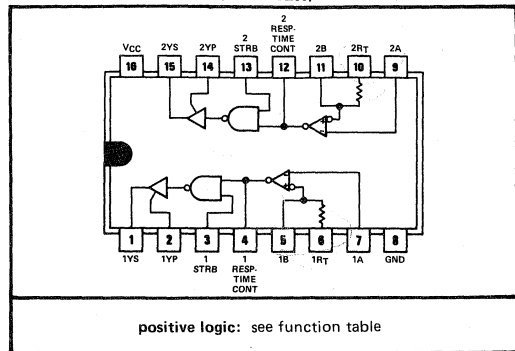 2
RESP-
2 TIME
VCC 2YS 2YP STRB CONT 2B 2RT 2A
16 15 14 13 12 11 10 9
1 2 3 4 5 6 7 8
1YS 1YP 1 1 1B 1RT 1A GND
STRB RESP-
TIME
CONT
positive logic: see function table